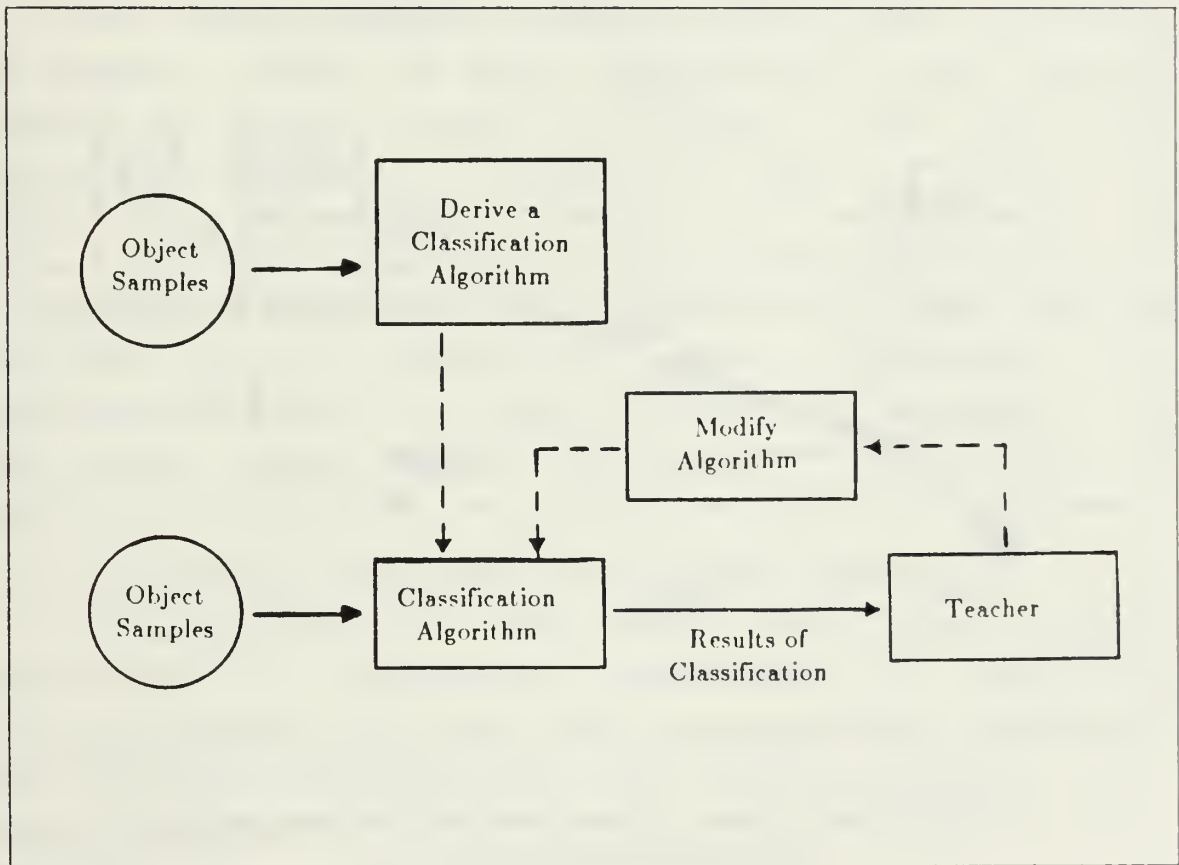 Object
Samples
Derive a
Classification
Algorithm
Modify
Algorithm
Object
Samples
Classification
Algorithm
Results of
Classification
Teacher